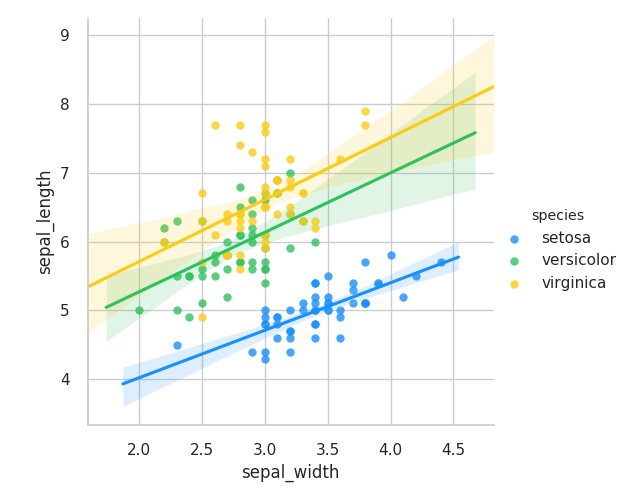 9
8
7
6
5
4
sepal_length
2.0 2.5 3.0 3.5 4.0 4.5
sepal_width
species
setosa
versicolor
virginica